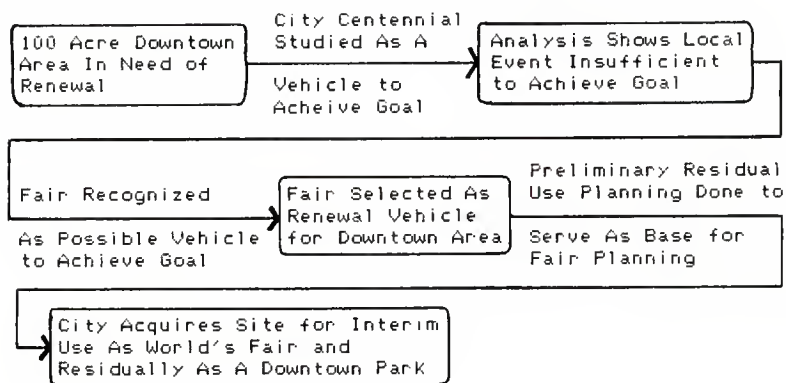 100 Acre Downtown
Area In Need of
Renewal
City Centennial
Studied As A
Vehicle to
Acheive Goal
Analysis Shows Local
Event Insufficient
to Achieve Goal
Fair Recognized
As Possible Vehicle
to Achieve Goal
Fair Selected As
Renewal Vehicle
for Downtown Area
Preliminary Residual
Use Planning Done to
Serve As Base for
Fair Planning
City Acquires Site for Interim
Use As World's Fair and
Residually As A Downtown Park